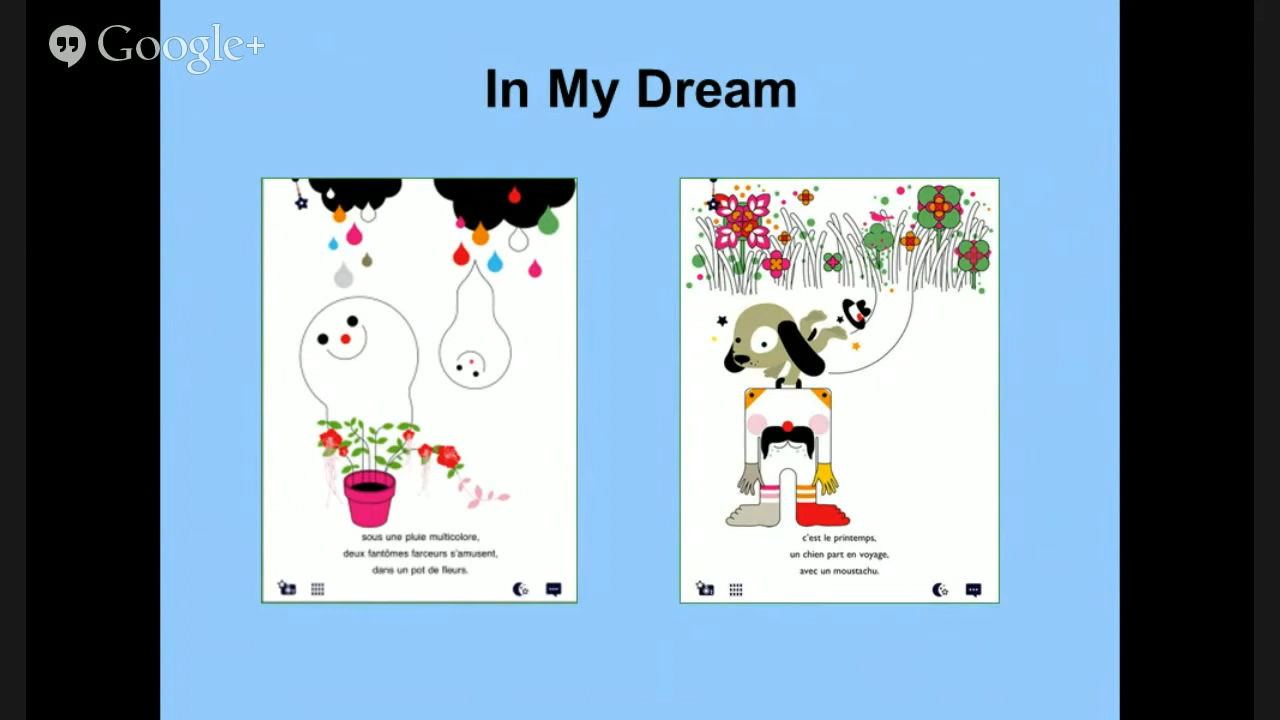 Google+
In My Dream
sous une pluie multicolore,
deux fantômes farceurs s'amusent,
dans un pot de fleurs.
c'est le printemps,
un chien part en voyage,
avec un moustachu.